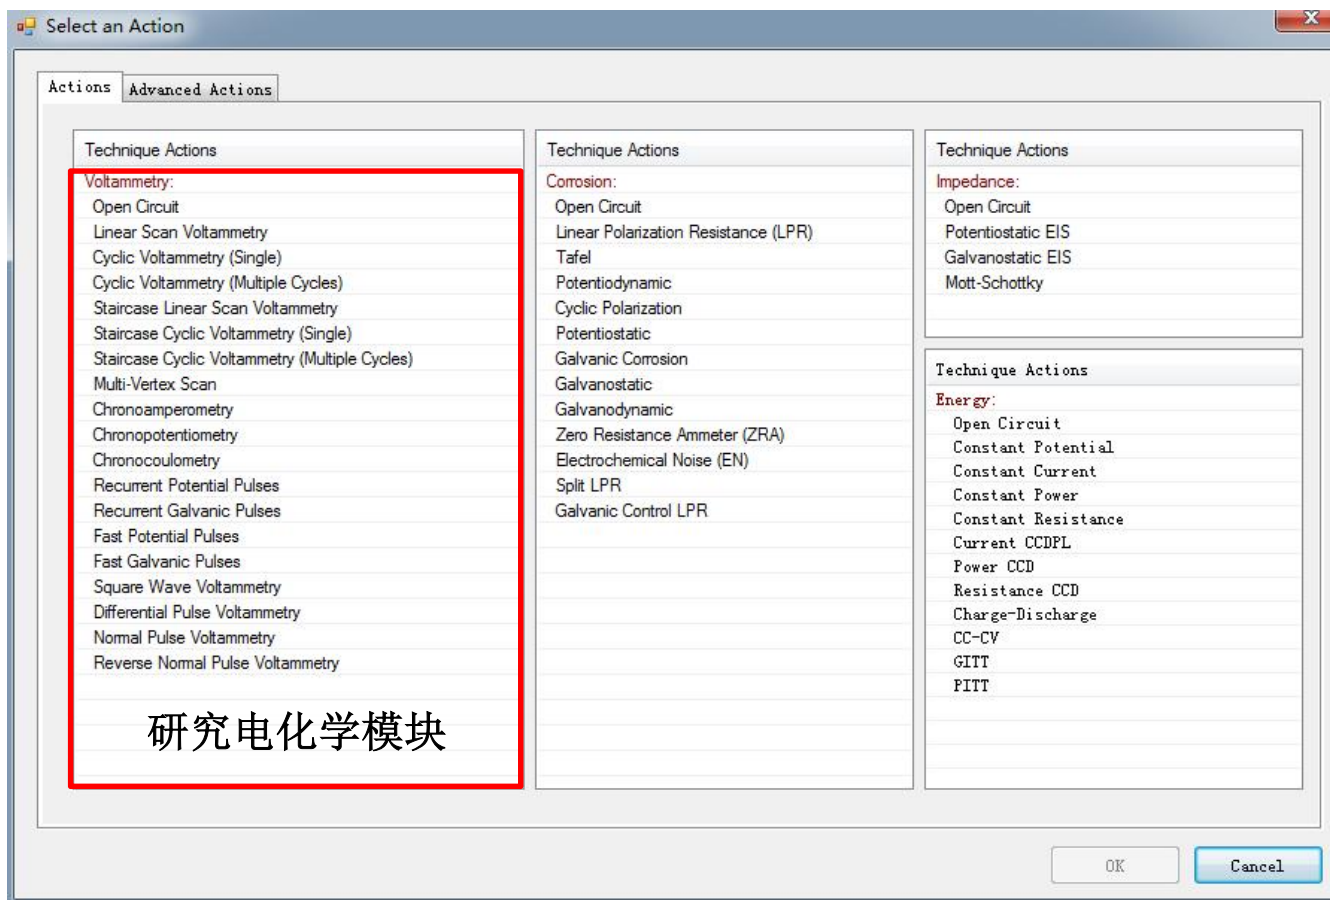 Select an Action
Actions
Advanced Actions
Technique Actions
Voltammetry:
Open Circuit
Linear Scan Voltammetry
Cyclic Voltammetry (Single)
Cyclic Voltammetry (Multiple Cycles)
Staircase Linear Scan Voltammetry
Staircase Cyclic Voltammetry (Single)
Staircase Cyclic Voltammetry (Multiple Cycles)
Multi-Vertex Scan
Chronoamperometry
Chronopotentiometry
Chronocoulometry
Recurrent Potential Pulses
Recurrent Galvanic Pulses
Fast Potential Pulses
Fast Galvanic Pulses
Square Wave Voltammetry
Differential Pulse Voltammetry
Normal Pulse Voltammetry
Reverse Normal Pulse Voltammetry
研究电化学模块
Technique Actions
Corrosion:
Open Circuit
Linear Polarization Resistance (LPR)
Tafel
Potentiodynamic
Cyclic Polarization
Potentiostatic
Galvanic Corrosion
Galvanostatic
Galvanodynamic
Zero Resistance Ammeter (ZRA)
Electrochemical Noise (EN)
Split LPR
Galvanic Control LPR
Technique Actions
Impedance:
Open Circuit
Potentiostatic EIS
Galvanostatic EIS
Mott-Schottky
Technique Actions
Energy:
Open Circuit
Constant Potential
Constant Current
Constant Power
Constant Resistance
Current CCDPL
Power CCD
Resistance CCD
Charge-Discharge
CC-CV
GITT
PITT
OK
Cancel